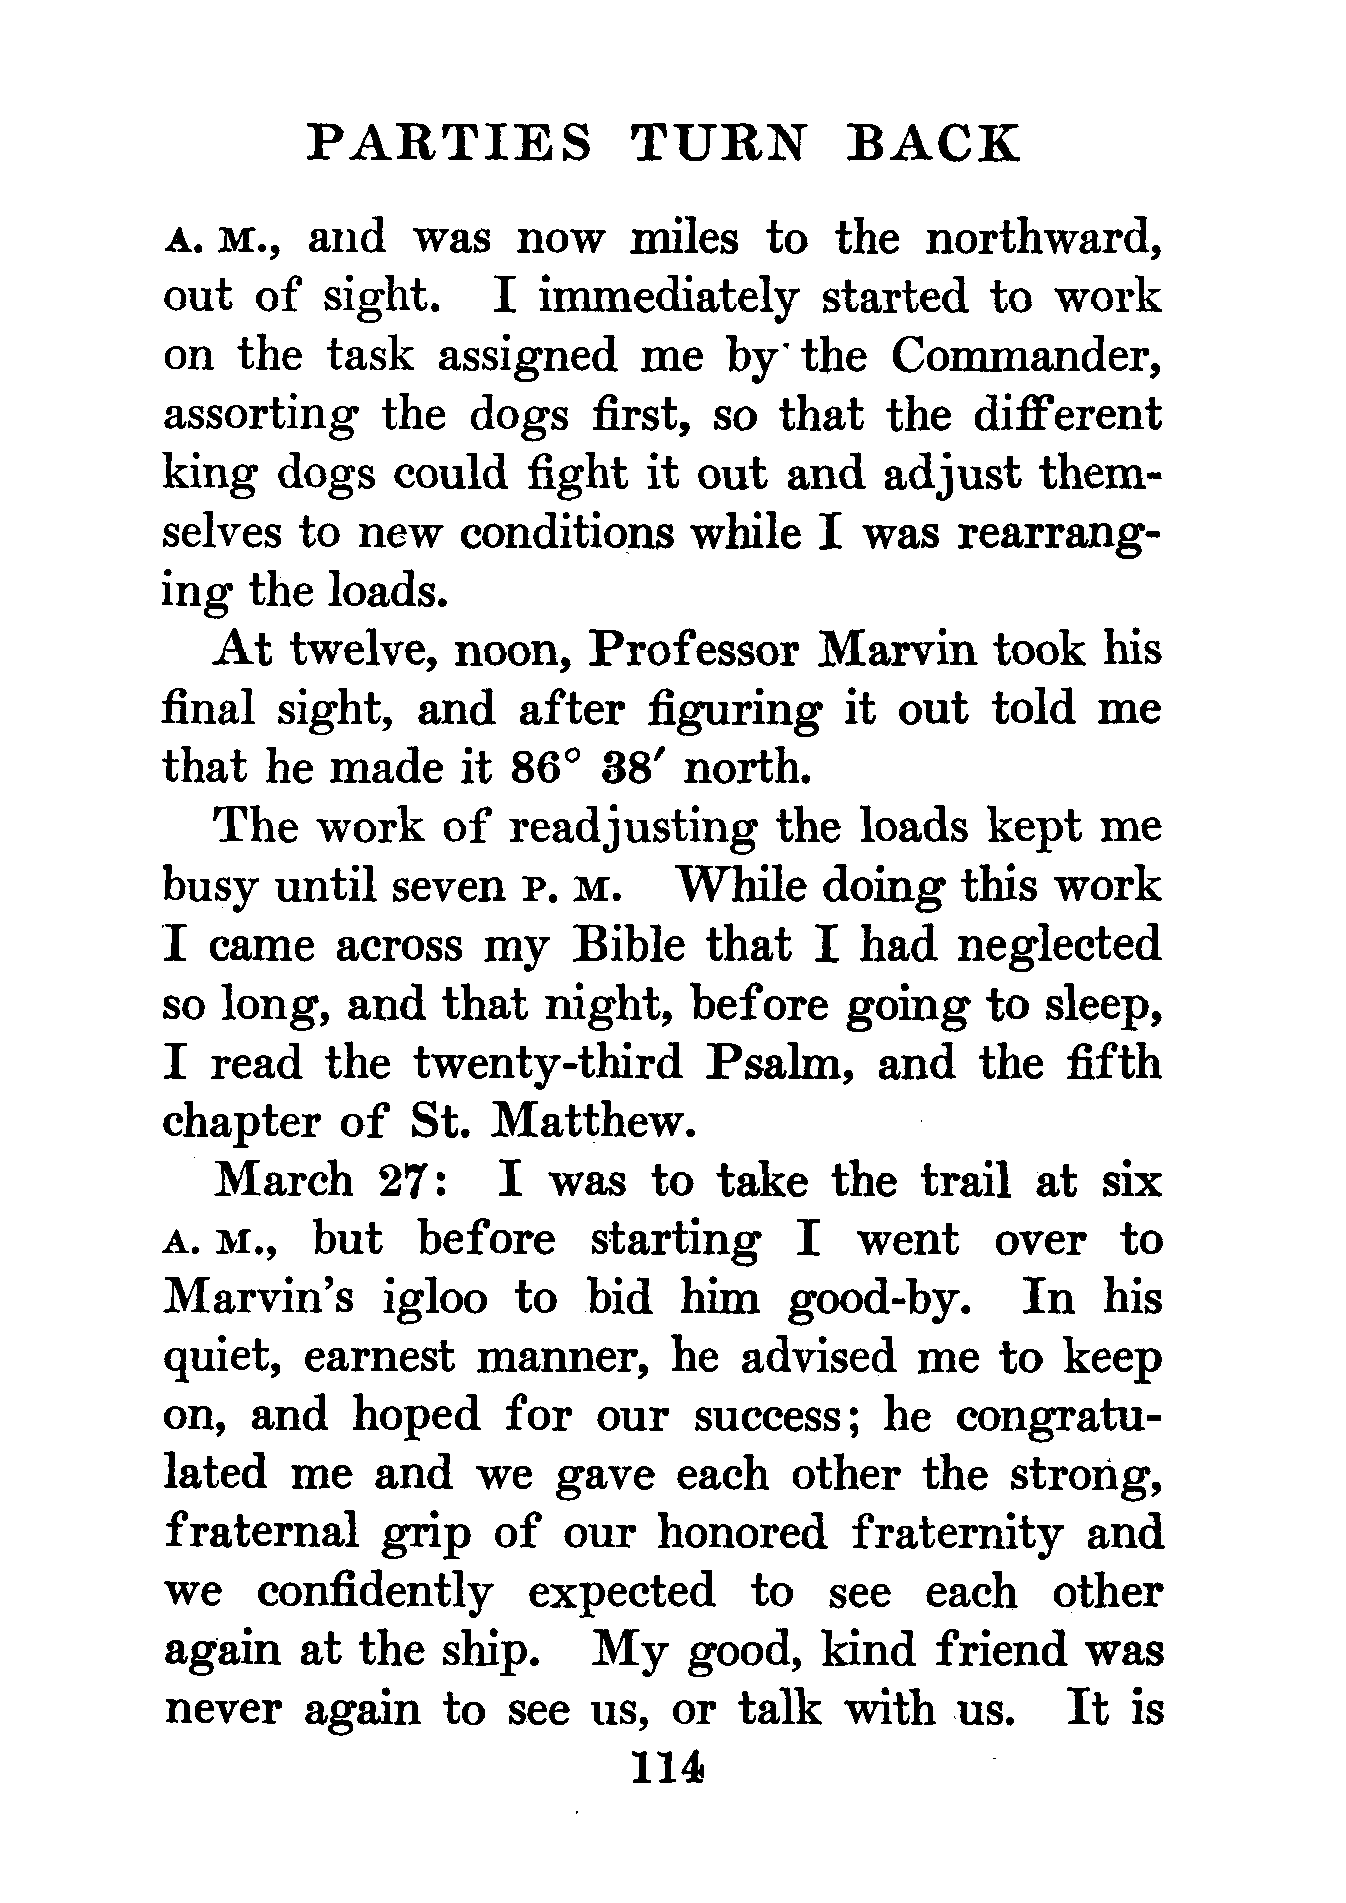 PARTIES TURN BACK
A. M., and was now miles to the northward,
out of sight. I immediately started to work
on the task assigned me by the Commander,
assorting the dogs first, so that the different
king dogs could fight it out and adjust them-
selves to new conditions while I was rearrang-
ing the loads.
At twelve, noon, Professor Marvin took his
final sight, and after figuring it out told me
that he made it 86° 38′ north.
The work of readjusting the loads kept me
busy until seven P. M. While doing this work
I came across my Bible that I had neglected
so long, and that night, before going to sleep,
I read the twenty-third Psalm, and the fifth
chapter of St. Matthew.
March 27: I was to take the trail at six
A. M., but before starting I went over to
Marvin's igloo to bid him good-by. In his
quiet, earnest manner, he advised me to keep
on, and hoped for our success; he congratu-
lated me and we gave each other the strong,
fraternal grip of our honored fraternity and
we confidently expected to see each other
again at the ship. My good, kind friend was
never again to see us, or talk with us. It is
114